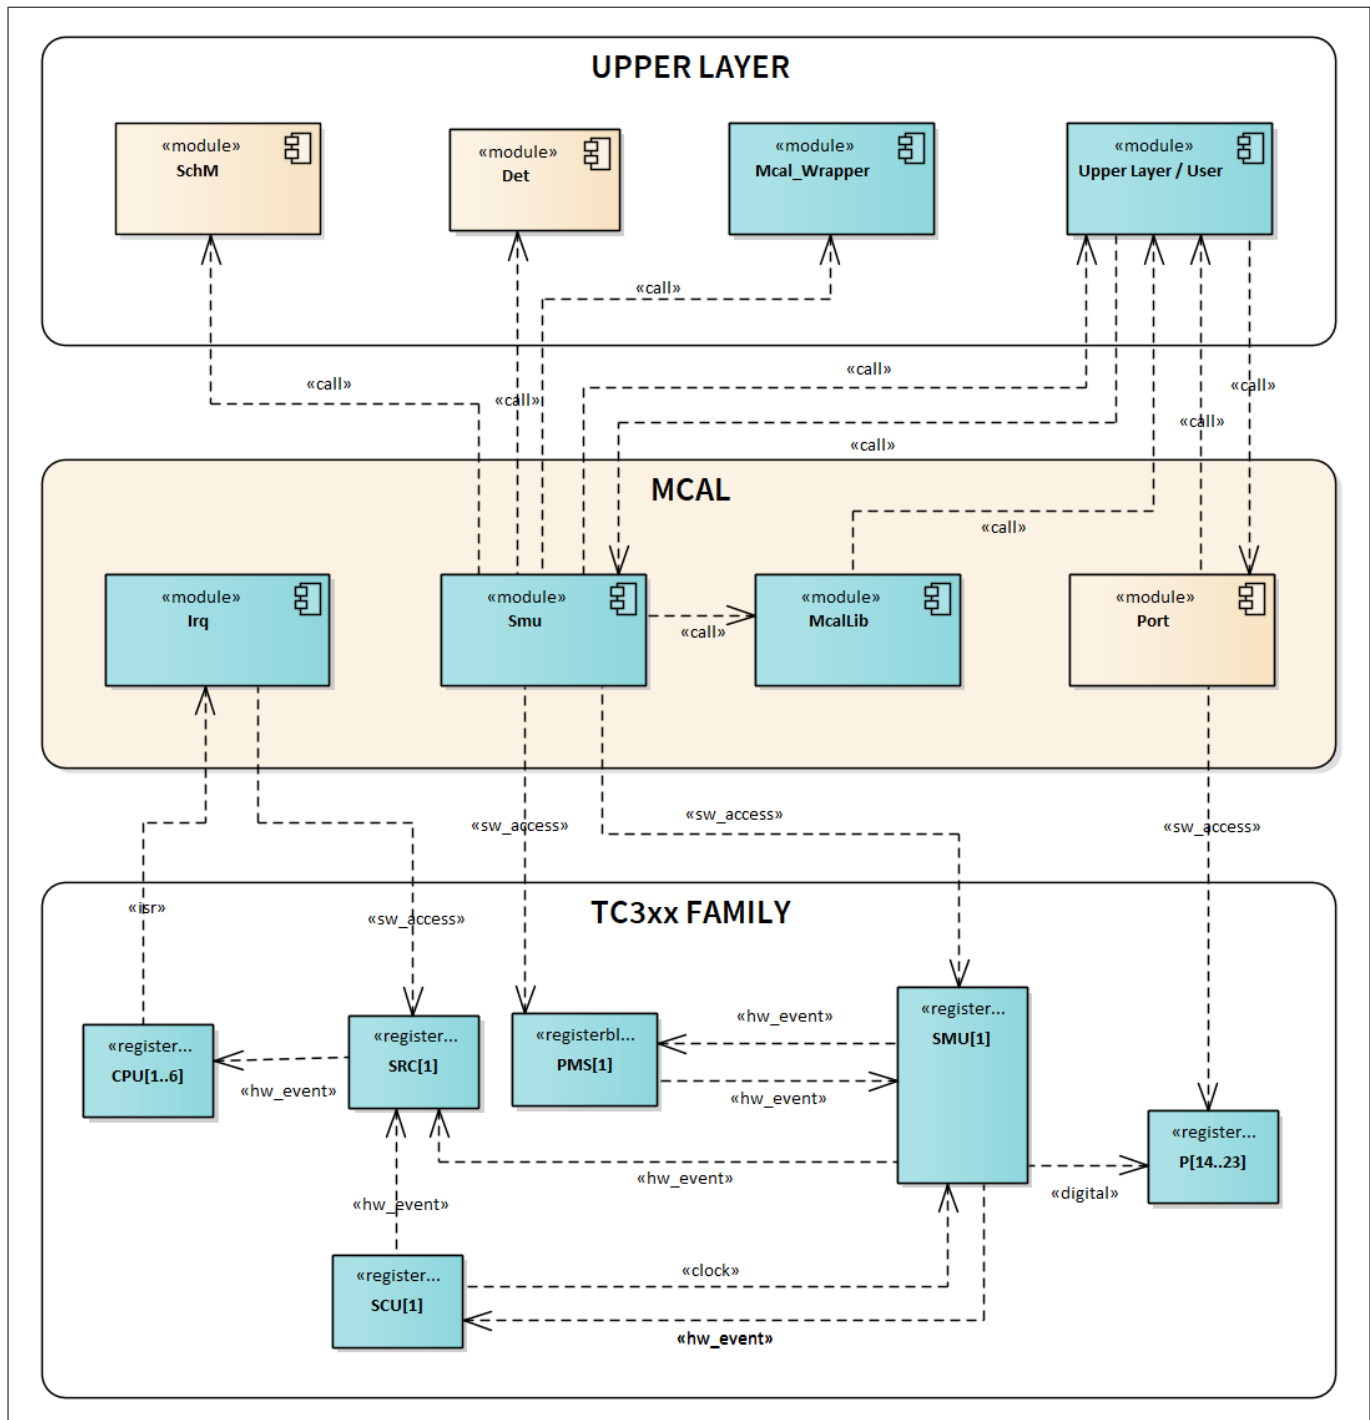 UPPER LAYER
«module»
SchM
«module»
Det
«module»
Mcal_Wrapper
«module»
Upper Layer / User
«call»
«call»
«call»
«call»
«call»
«call»
«call»
MCAL
«call»
«module»
Irq
«module»
Smu
«call»
«module»
McalLib
«module»
Port
«sw_access»
«sw_access»
«sw_access»
TC3xx FAMILY
«isr»
«sw_access»
«register...
CPU[1..6]
«hw_event»
«register...
SRC[1]
«registerbl...
PMS[1]
«hw_event»
«hw_event»
«register...
SMU[1]
«hw_event»
«digital»
«register...
P[14..23]
«hw_event»
«register...
SCU[1]
«clock»
«hw_event»